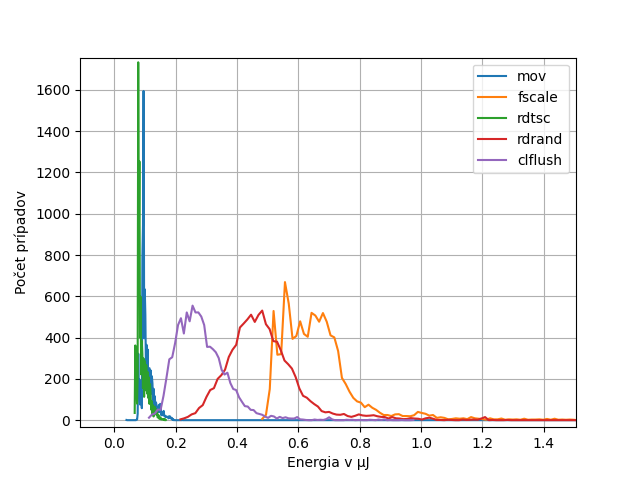 mov
fscale
rdtsc
rdrand
clflush
Počet prípadov
1600
1400
1200
1000
800
600
400
200
0
0.0 0.2 0.4 0.6 0.8 1.0 1.2 1.4
Energia v µJ